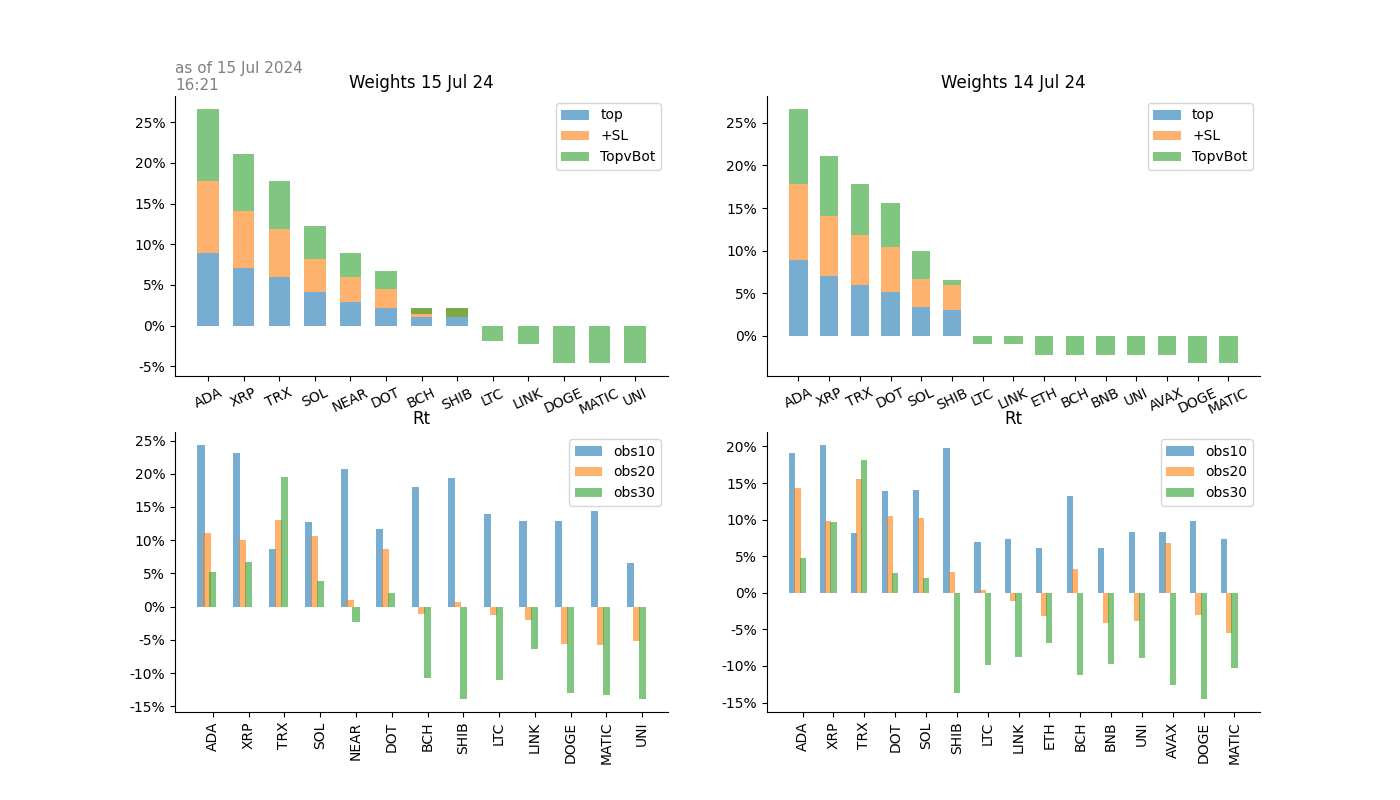 as of 15 Jul 2024
16:21
Weights 15 Jul 24
25%
20%
15%
10%
5%
0%
-5%
top
+SL
TopvBot
ADA XRP TRX SOL NEAR DOT BCH SHIB LTC LINK DOGE MATIC UNI
Weights 14 Jul 24
25%
20%
15%
10%
5%
0%
top
+SL
TopvBot
ADA XRP TRX DOT SOL SHIB LTC LINK ETH BCH BNB UNI AVAX DOGE MATIC
Rt
25%
20%
15%
10%
5%
0%
-5%
-10%
-15%
obs10
obs20
obs30
ADA XRP TRX SOL NEAR DOT BCH SHIB LTC LINK DOGE MATIC UNI
Rt
20%
15%
10%
5%
0%
-5%
-10%
-15%
obs10
obs20
obs30
ADA XRP TRX DOT SOL SHIB LTC LINK ETH BCH BNB UNI AVAX DOGE MATIC